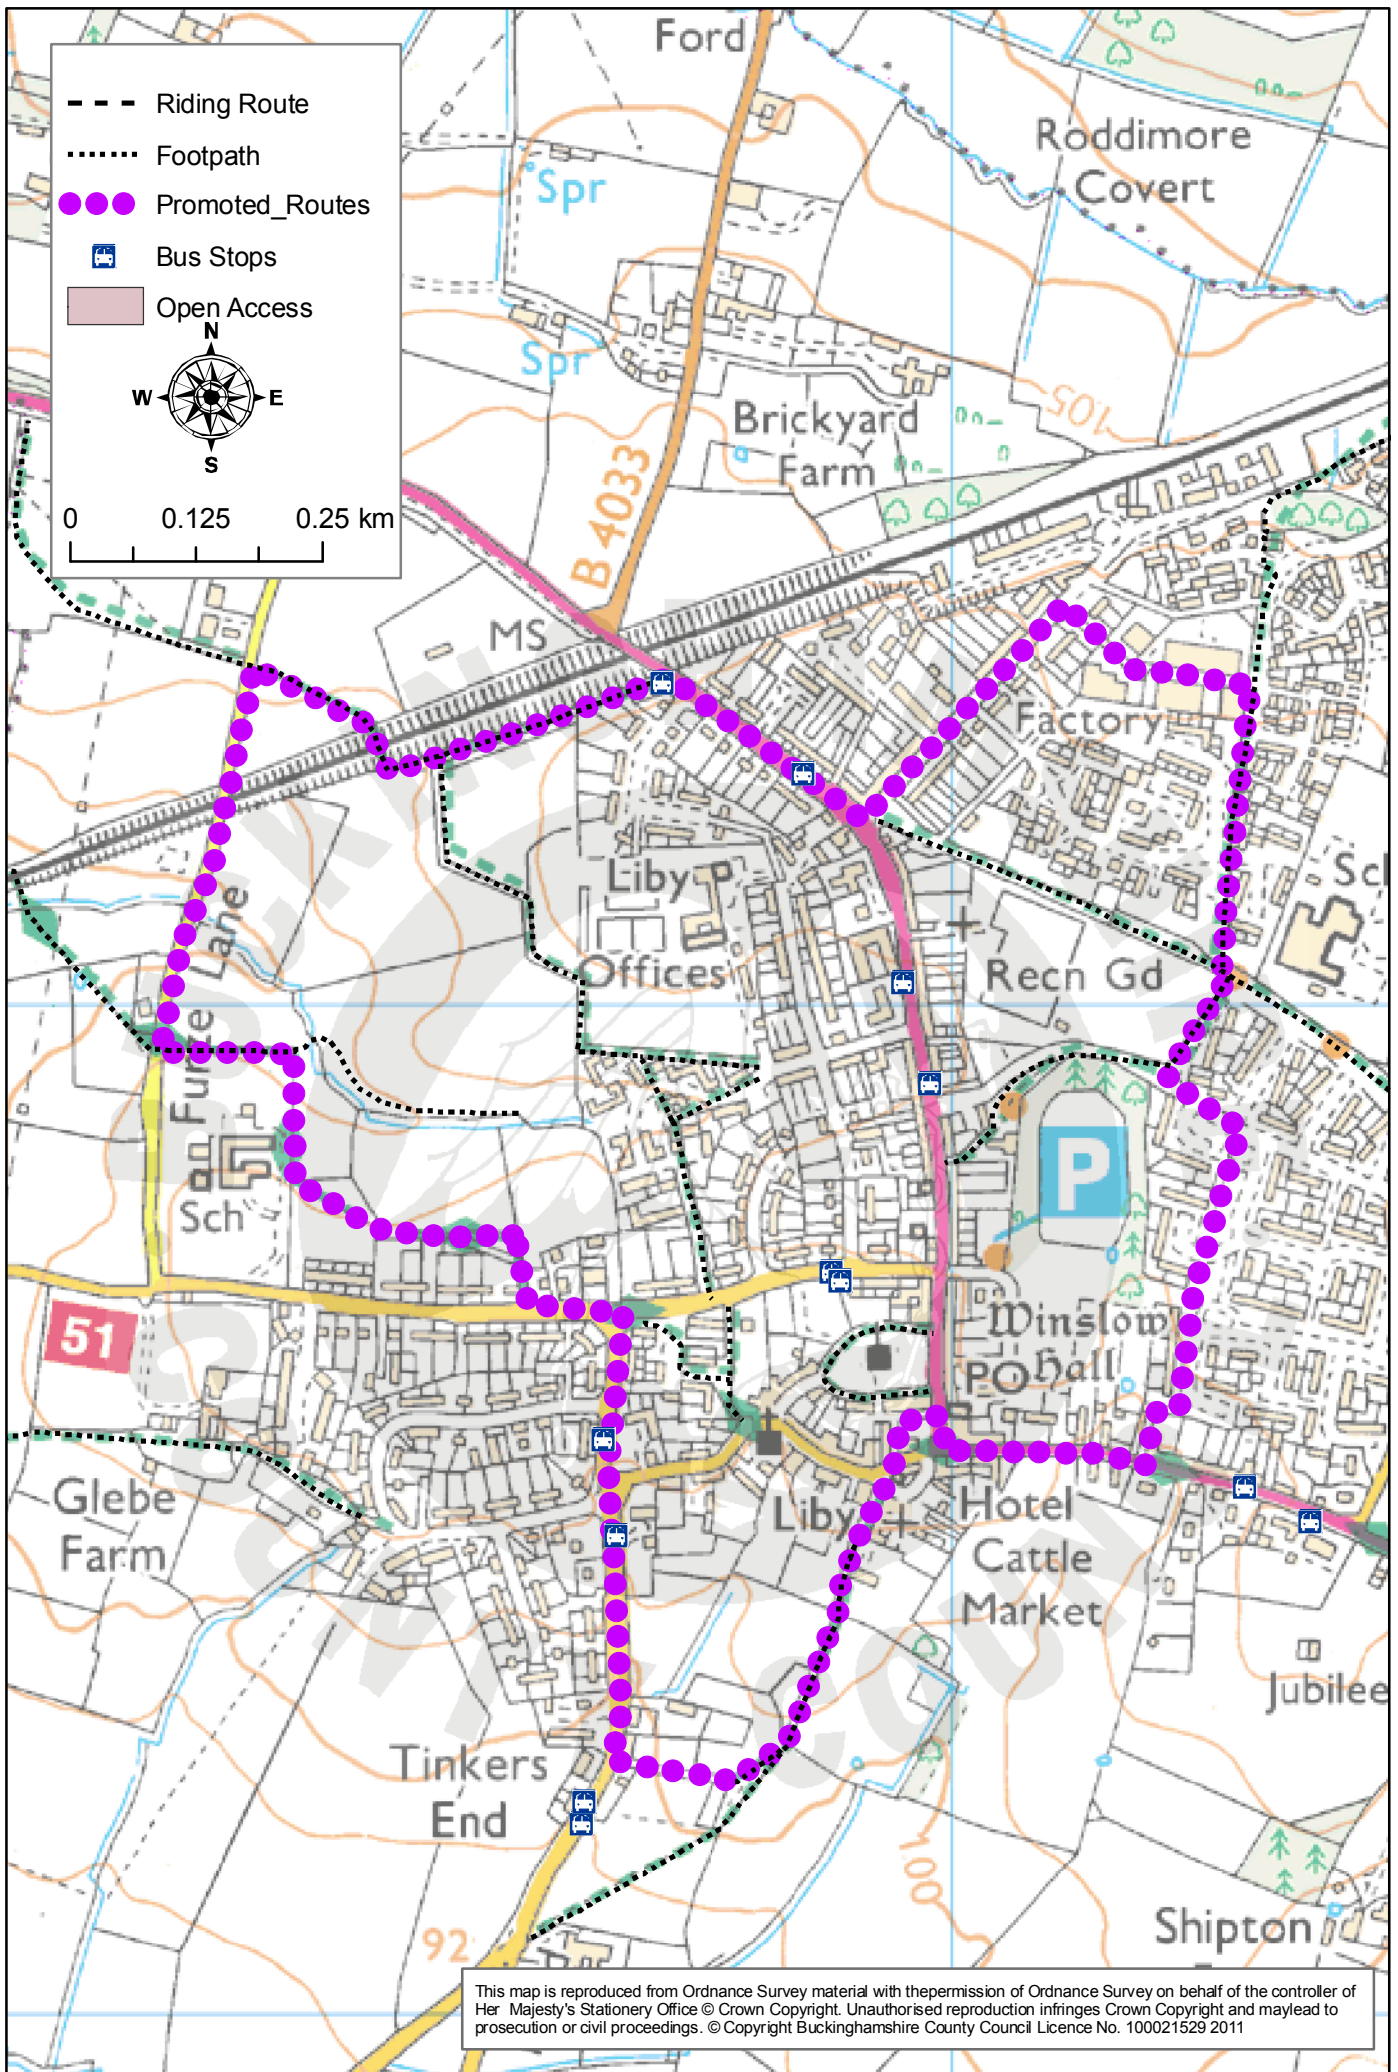 Ford
Riding Route
Footpath
Promoted_Routes
Bus Stops
Open Access
N
W
E
S
0
0.125
0.25 km
Roddimore
Covert
Spr
Spr
105
Brickyard
Farm
B 4033
MS
Factory
Liby
Offices
Sch
Recn Gd
Furze Lane
P
Sch
51
Winslow
Hall
PO
Glebe
Farm
Liby
Hotel
Cattle
Market
Jubilee
Tinkers
End
100
92
Shipton
This map is reproduced from Ordnance Survey material with thepermission of Ordnance Survey on behalf of the controller of
Her Majesty's Stationery Office © Crown Copyright. Unauthorised reproduction infringes Crown Copyright and maylead to
prosecution or civil proceedings. © Copyright Buckinghamshire County Council Licence No. 100021529 2011